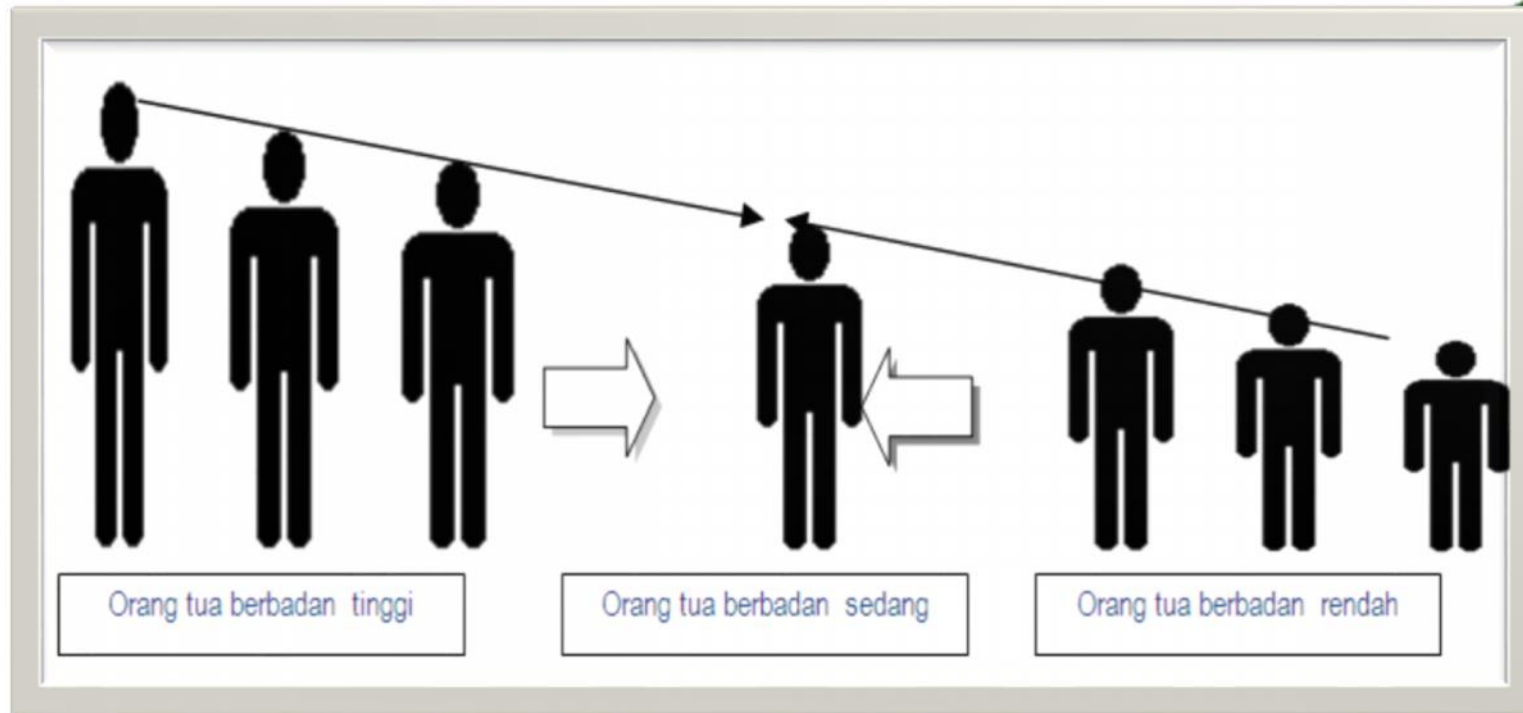 Orang tua berbadan tinggi
Orang tua berbadan sedang
Orang tua berbadan rendah